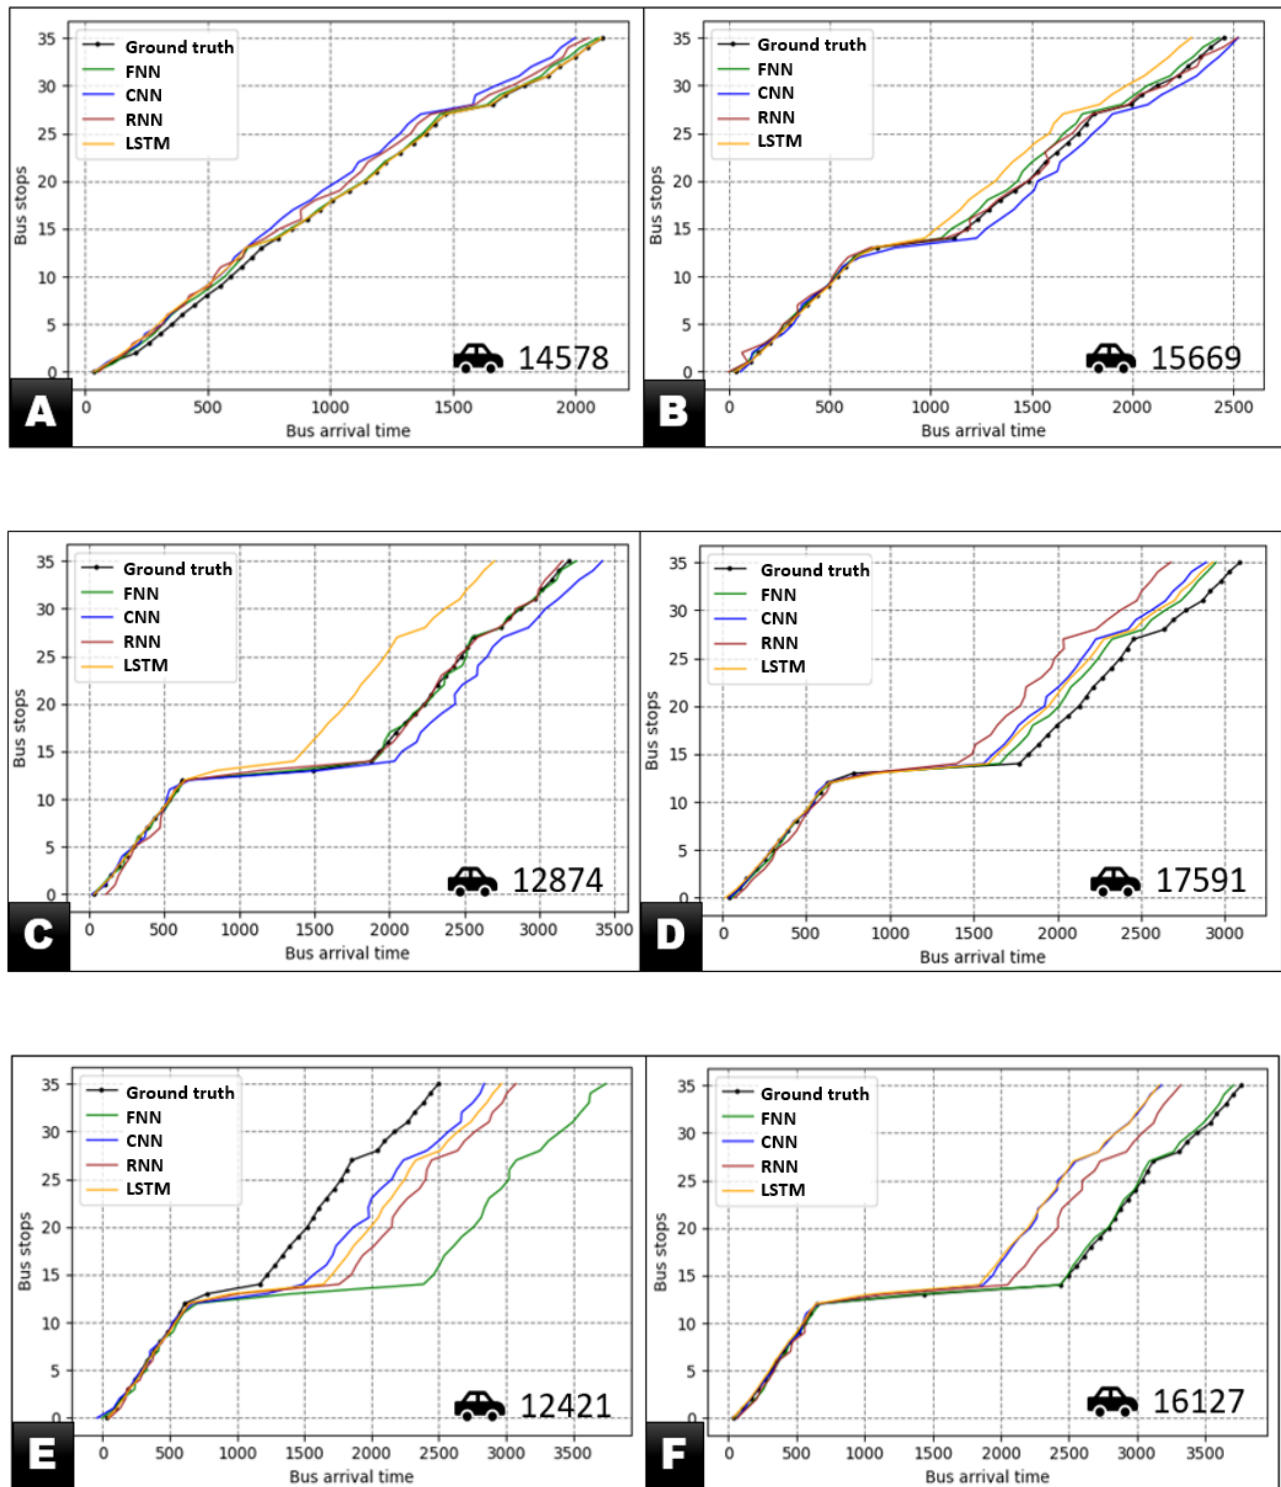 Ground truth
FNN
CNN
RNN
LSTM
35
30
25
20
15
10
5
0
Bus stops
14578
0 500 1000 1500 2000
Bus arrival time
A
Ground truth
FNN
CNN
RNN
LSTM
35
30
25
20
15
10
5
0
Bus stops
15669
0 500 1000 1500 2000 2500
Bus arrival time
B
Ground truth
FNN
CNN
RNN
LSTM
35
30
25
20
15
10
5
0
Bus stops
12874
0 500 1000 1500 2000 2500 3000 3500
Bus arrival time
C
Ground truth
FNN
CNN
RNN
LSTM
35
30
25
20
15
10
5
0
Bus stops
17591
0 500 1000 1500 2000 2500 3000
Bus arrival time
D
Ground truth
FNN
CNN
RNN
LSTM
35
30
25
20
15
10
5
0
Bus stops
12421
0 500 1000 1500 2000 2500 3000 3500
Bus arrival time
E
Ground truth
FNN
CNN
RNN
LSTM
35
30
25
20
15
10
5
0
Bus stops
16127
0 500 1000 1500 2000 2500 3000 3500
Bus arrival time
F